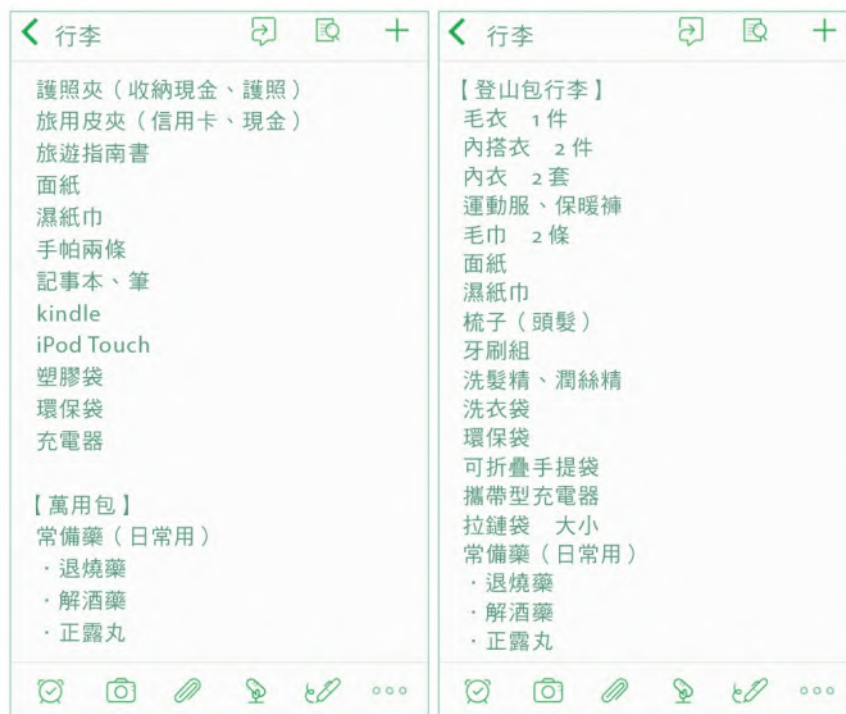 行李
護照夾（收納現金、護照）
旅用皮夾（信用卡、現金）
旅遊指南書
面紙
濕紙巾
手帕兩條
記事本、筆
kindle
iPod Touch
塑膠袋
環保袋
充電器
【萬用包】
常備藥（日常用）
・退燒藥
・解酒藥
・正露丸
行李
【登山包行李】
毛衣　1件
內搭衣　2件
內衣　2套
運動服、保暖褲
毛巾　2條
面紙
濕紙巾
梳子（頭髮）
牙刷組
洗髮精、潤絲精
洗衣袋
環保袋
可折疊手提袋
攜帶型充電器
拉鏈袋　大小
常備藥（日常用）
・退燒藥
・解酒藥
・正露丸